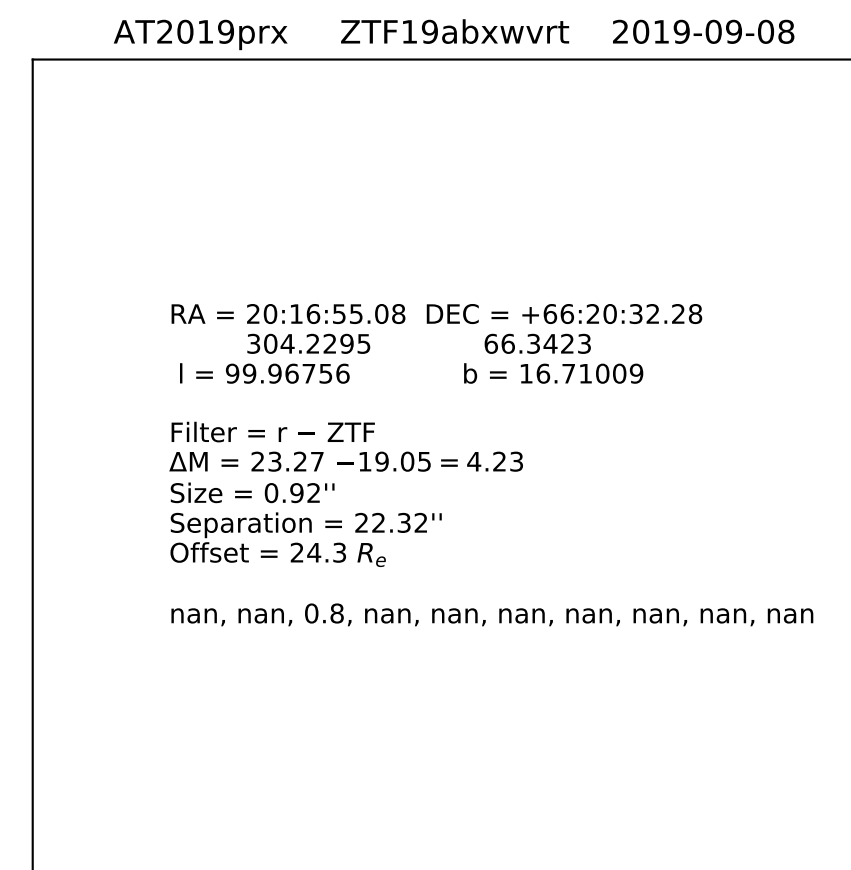 AT2019prx ZTF19abxwvrt 2019-09-08
RA = 20:16:55.08 DEC = +66:20:32.28
304.2295 66.3423
l = 99.96756 b = 16.71009
Filter = r − ZTF
ΔM = 23.27 −19.05 = 4.23
Size = 0.92''
Separation = 22.32''
Offset = 24.3 Re
nan, nan, 0.8, nan, nan, nan, nan, nan, nan, nan